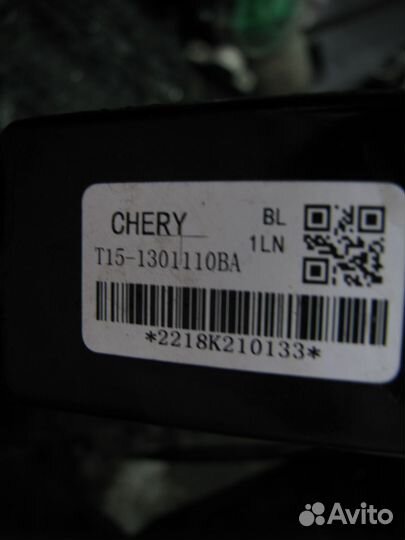 CHERY BL
1LN
T15-1301110BA
*2218K210133*
Avito